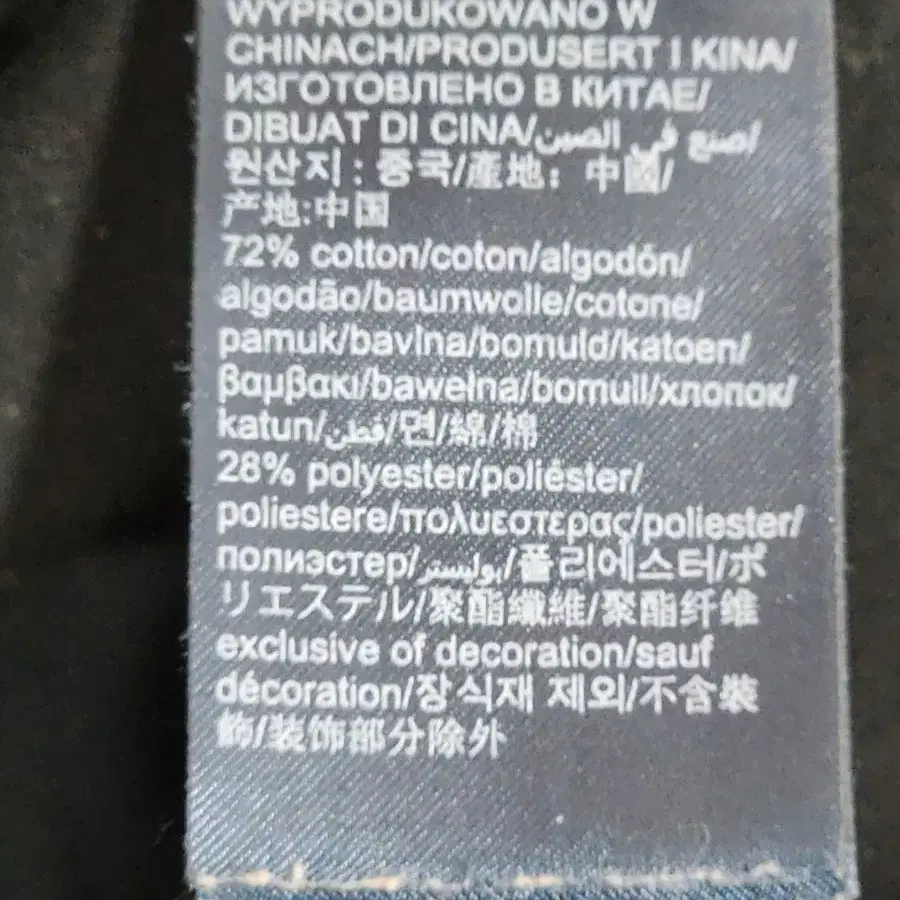 WYPRODUKOWANO W
CHINACH/PRODUSERT I KINA/
ИЗГОТОВЛЕНО В КИТАЕ/
DIBUAT DI CINA/صنع في الصين/
원산지 : 중국/產地：中國/
产地:中国
72% cotton/coton/algodón/
algodão/baumwolle/cotone/
pamuk/bavlna/bomuld/katoen/
βαμβακι/bawełna/bomull/хлопок/
katun/قطن/면/綿/棉
28% polyester/poliéster/
poliestere/πολυεστερας/poliester/
полиэстер/بوليستر/폴리에스터/ポ
リエステル/聚酯纖維/聚酯纤维
exclusive of decoration/sauf
décoration/장식재 제외/不含裝
飾/装饰部分除外